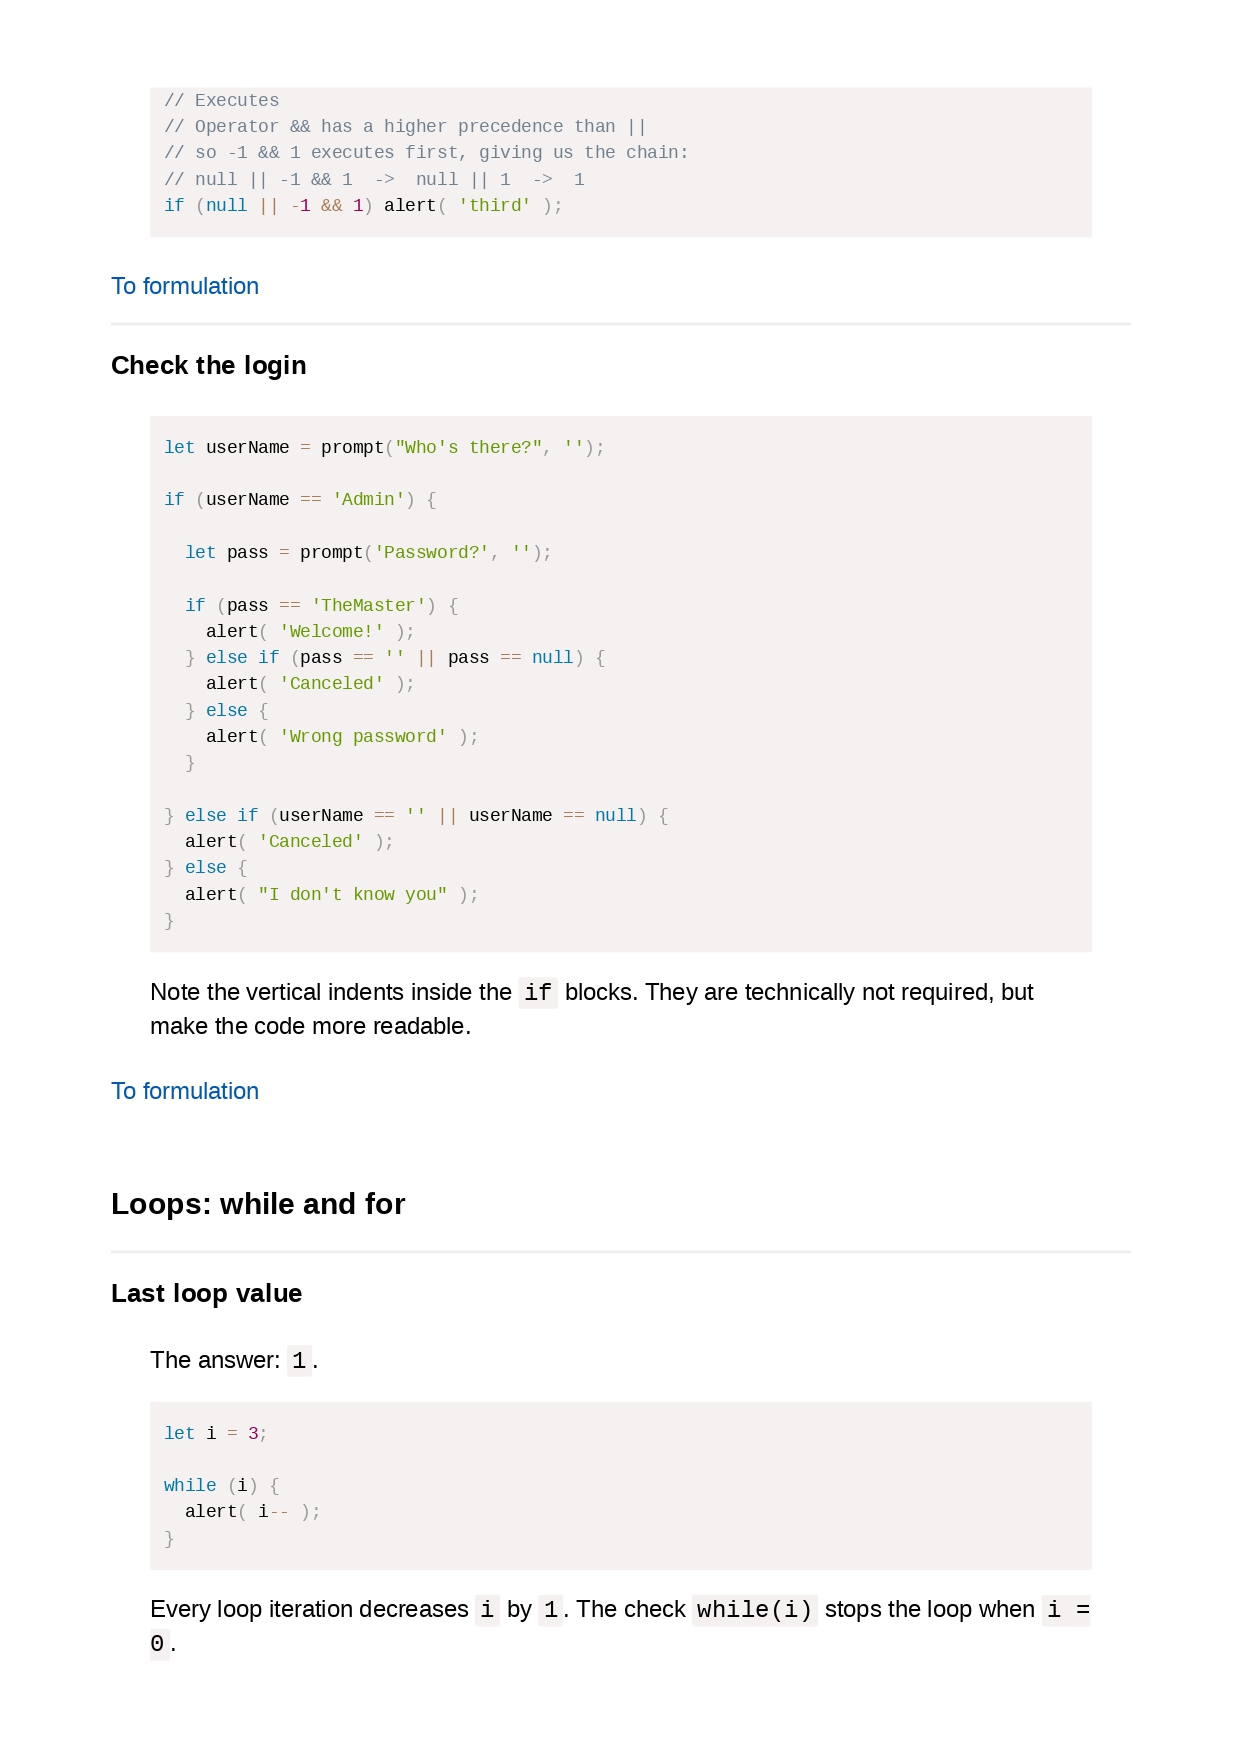 // Executes
// Operator && has a higher precedence than ||
// so -1 && 1 executes first, giving us the chain:
// null || -1 && 1  ->  null || 1  ->  1
if (null || -1 && 1) alert( 'third' );
To formulation
Check the login
let userName = prompt("Who's there?", '');
if (userName == 'Admin') {
  let pass = prompt('Password?', '');
  if (pass == 'TheMaster') {
    alert( 'Welcome!' );
  } else if (pass == '' || pass == null) {
    alert( 'Canceled' );
  } else {
    alert( 'Wrong password' );
  }
} else if (userName == '' || userName == null) {
  alert( 'Canceled' );
} else {
  alert( "I don't know you" );
}
Note the vertical indents inside the if blocks. They are technically not required, but
make the code more readable.
To formulation
Loops: while and for
Last loop value
The answer: 1.
let i = 3;
while (i) {
  alert( i-- );
}
Every loop iteration decreases i by 1. The check while(i) stops the loop when i =
0.